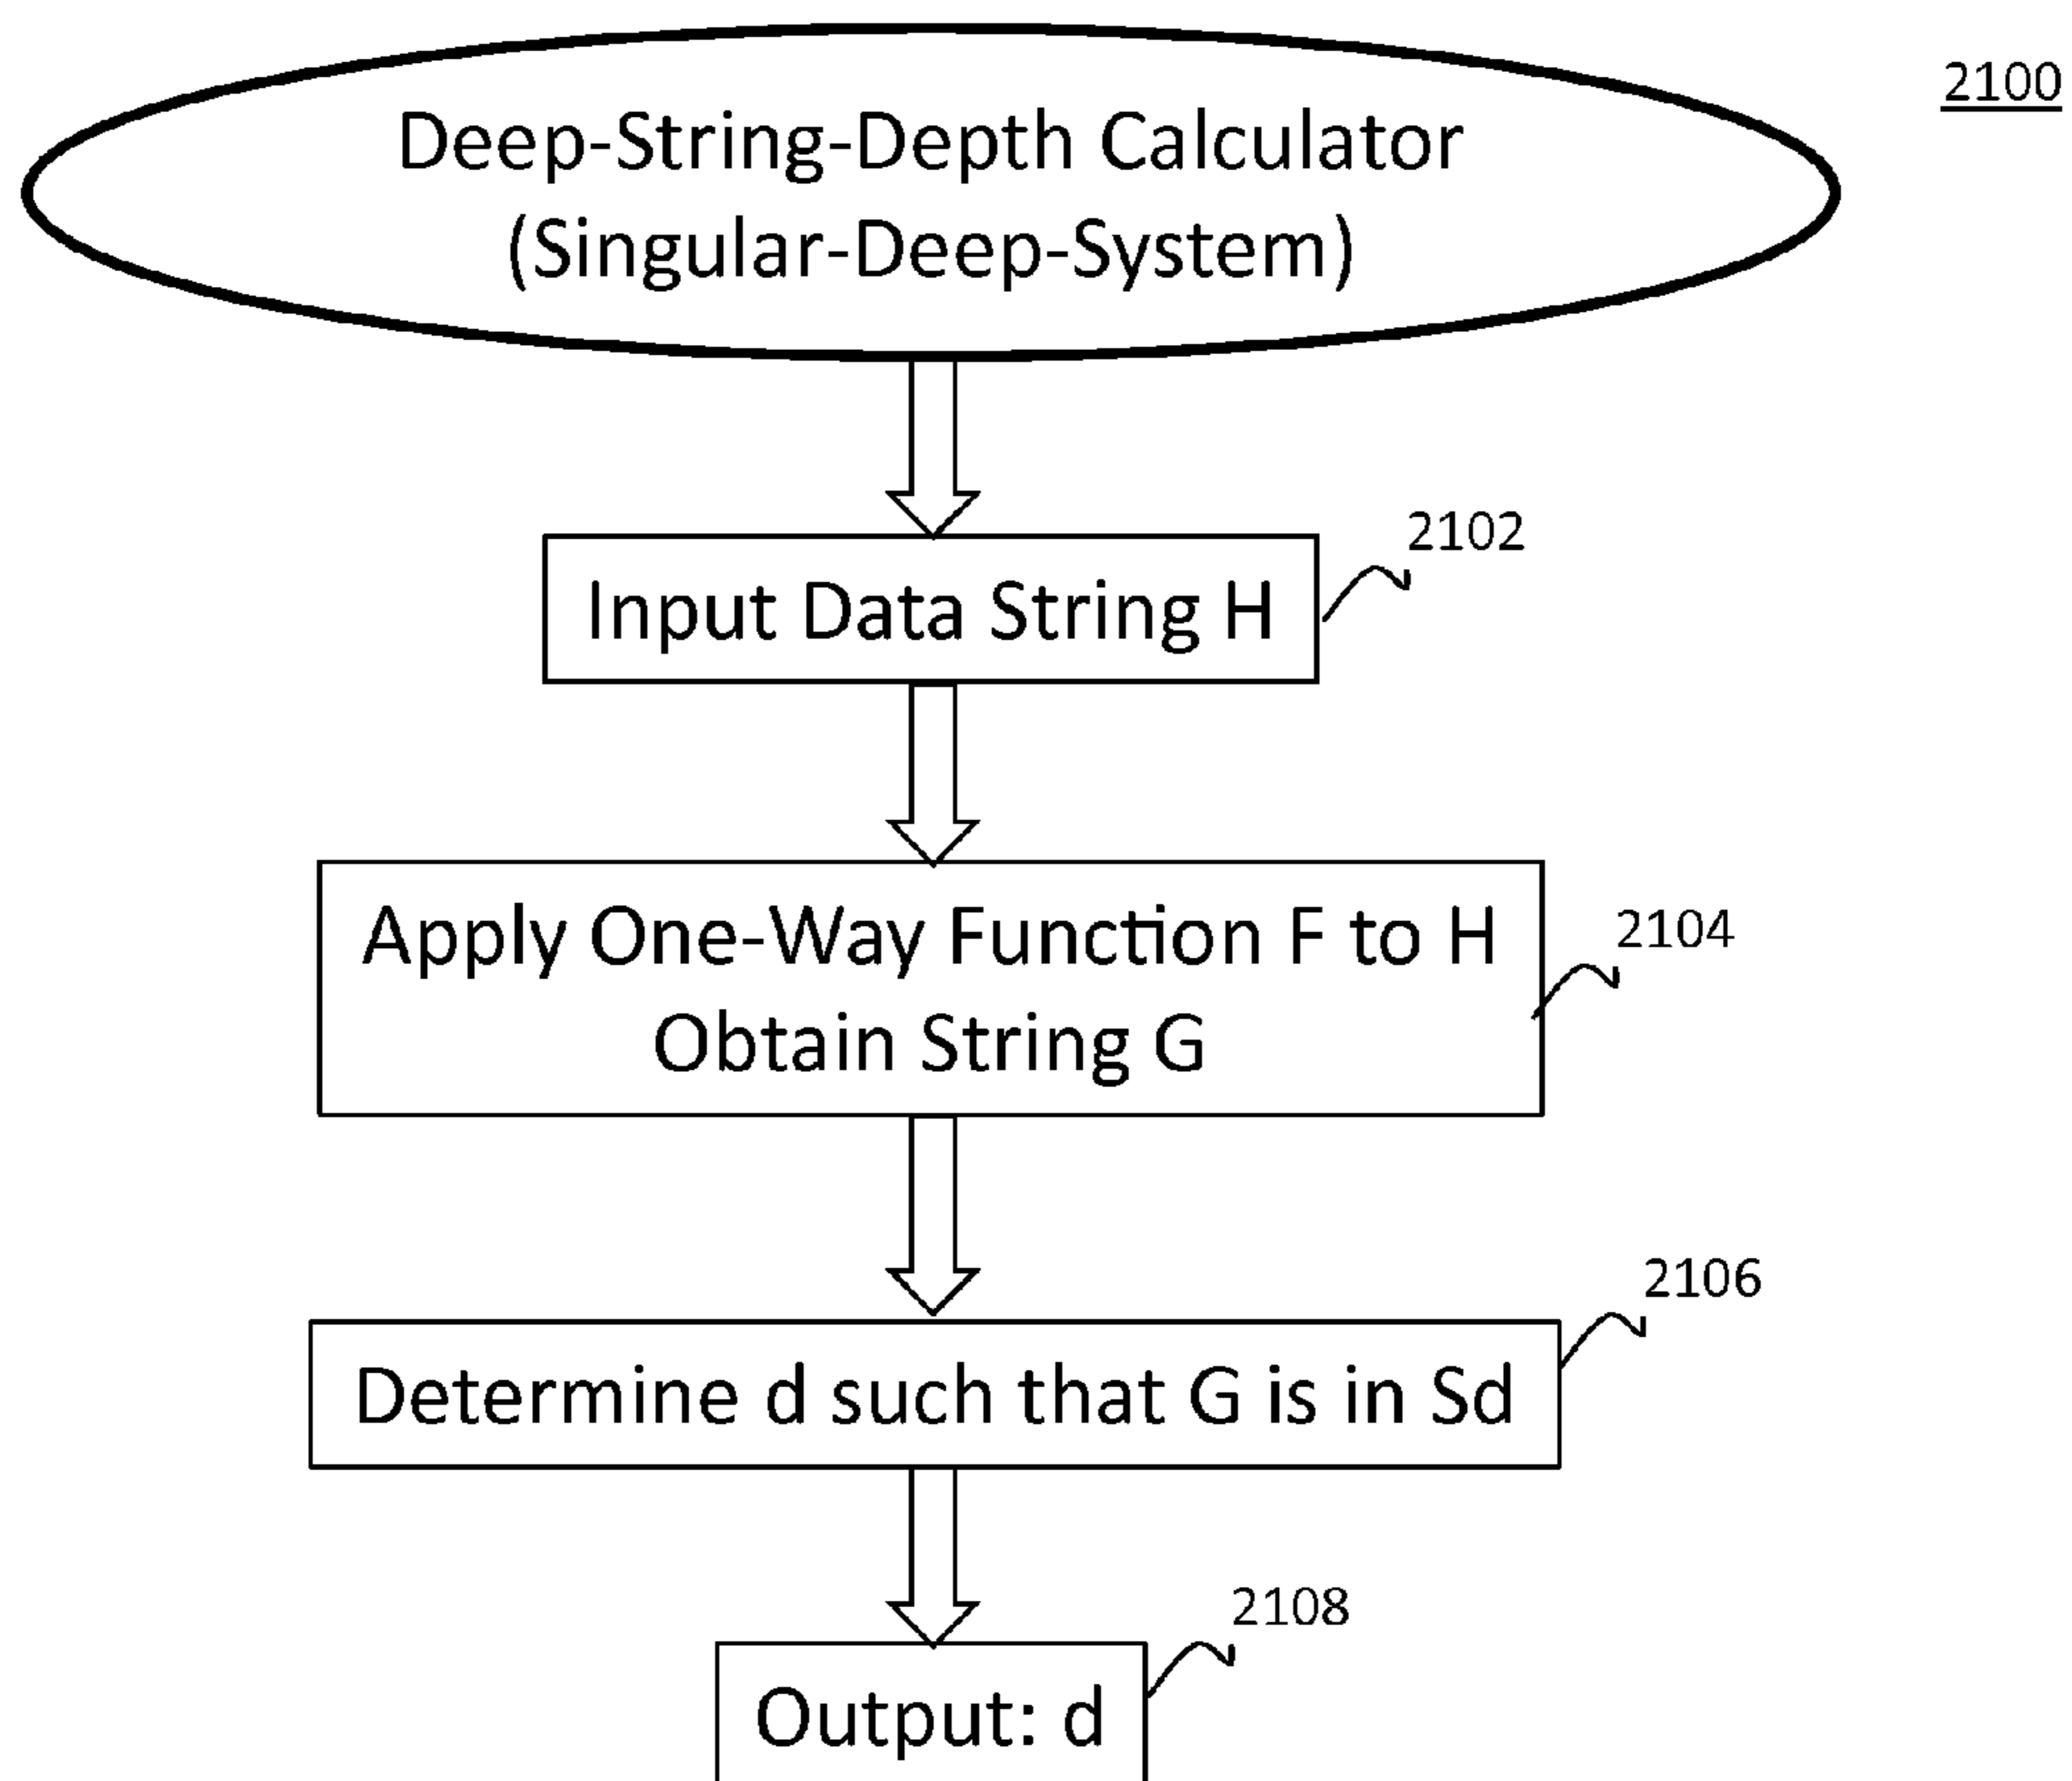 2100
Deep-String-Depth Calculator
(Singular-Deep-System)
2102
Input Data String H
2104
Apply One-Way Function F to H
Obtain String G
2106
Determine d such that G is in Sd
2108
Output: d